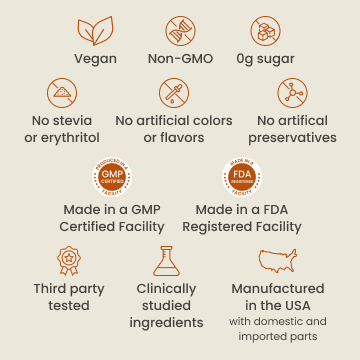 Vegan
Non-GMO
0g sugar
No stevia
or erythritol
No artificial colors
or flavors
No artifical
preservatives
PRODUCED IN A
GMP
CERTIFIED
FACILITY
MADE IN A
FDA
REGISTERED
FACILITY
Made in a GMP
Certified Facility
Made in a FDA
Registered Facility
Third party
tested
Clinically
studied
ingredients
Manufactured
in the USA
with domestic and
imported parts